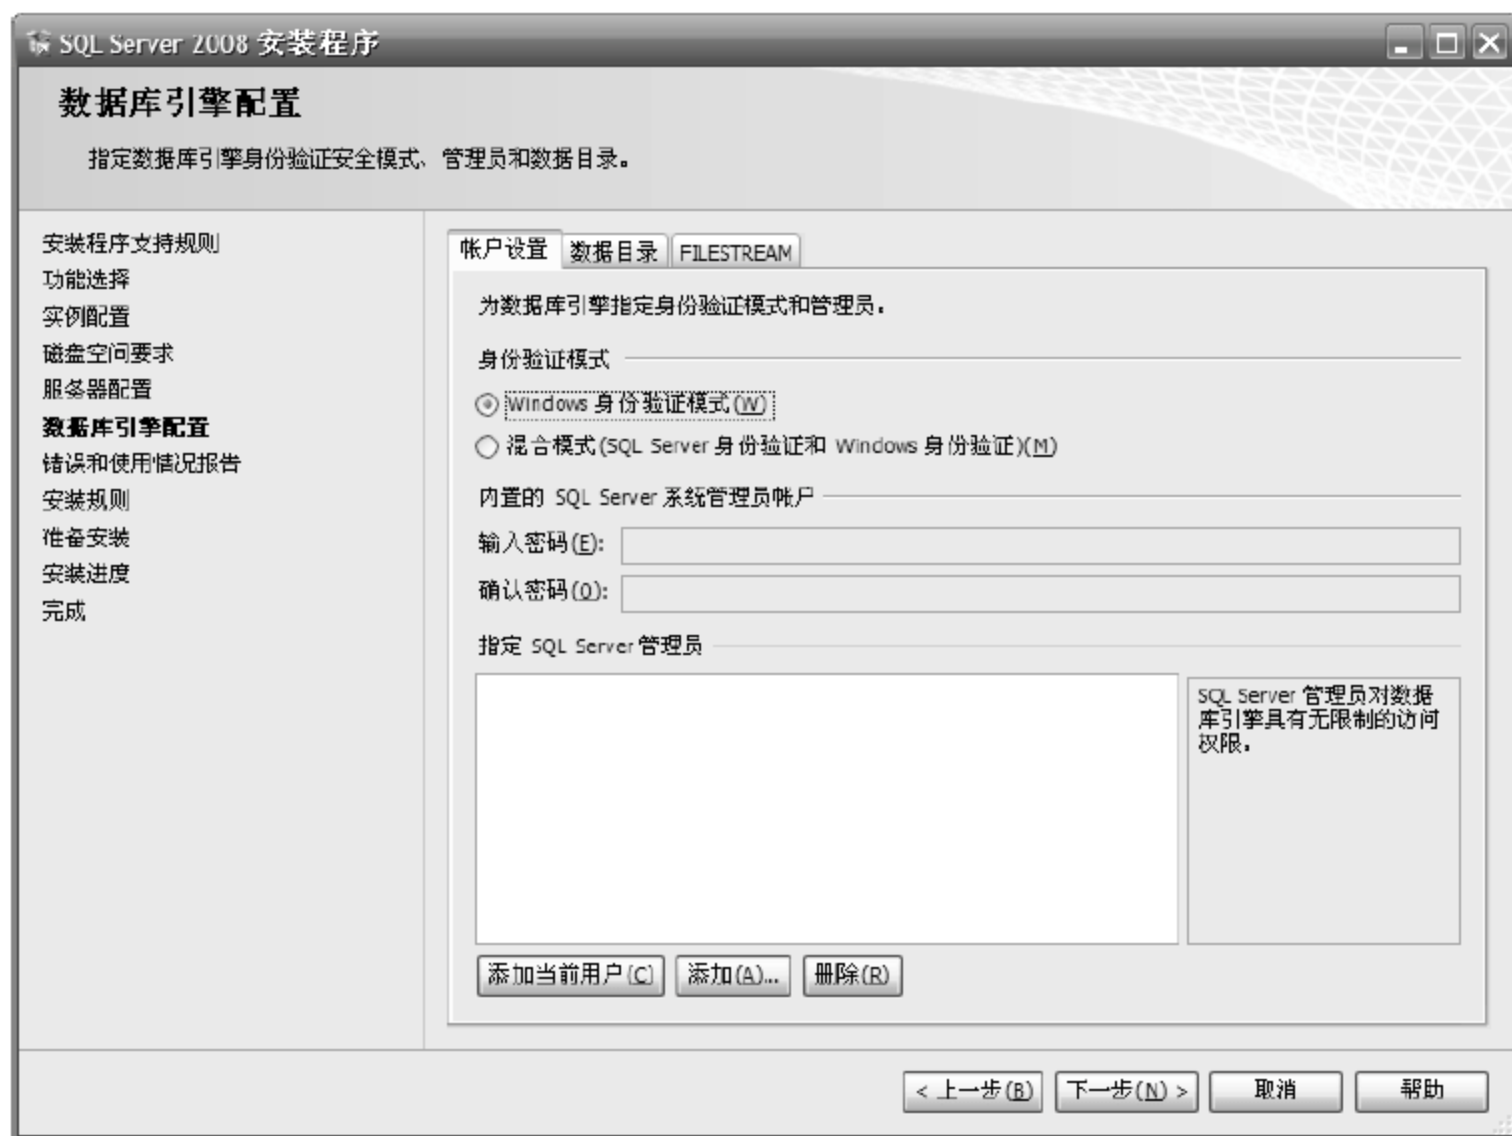 SQL Server 2008 安装程序
数据库引擎配置
指定数据库引擎身份验证安全模式、管理员和数据目录。
安装程序支持规则
功能选择
实例配置
磁盘空间要求
服务器配置
数据库引擎配置
错误和使用情况报告
安装规则
准备安装
安装进度
完成
帐户设置 数据目录 FILESTREAM
为数据库引擎指定身份验证模式和管理员。
身份验证模式
Windows 身份验证模式(W)
混合模式(SQL Server 身份验证和 Windows 身份验证)(M)
内置的 SQL Server 系统管理员帐户
输入密码(E):
确认密码(O):
指定 SQL Server 管理员
SQL Server 管理员对数据
库引擎具有无限制的访问
权限。
添加当前用户(C) 添加(A)... 删除(R)
< 上一步(B) 下一步(N) > 取消 帮助